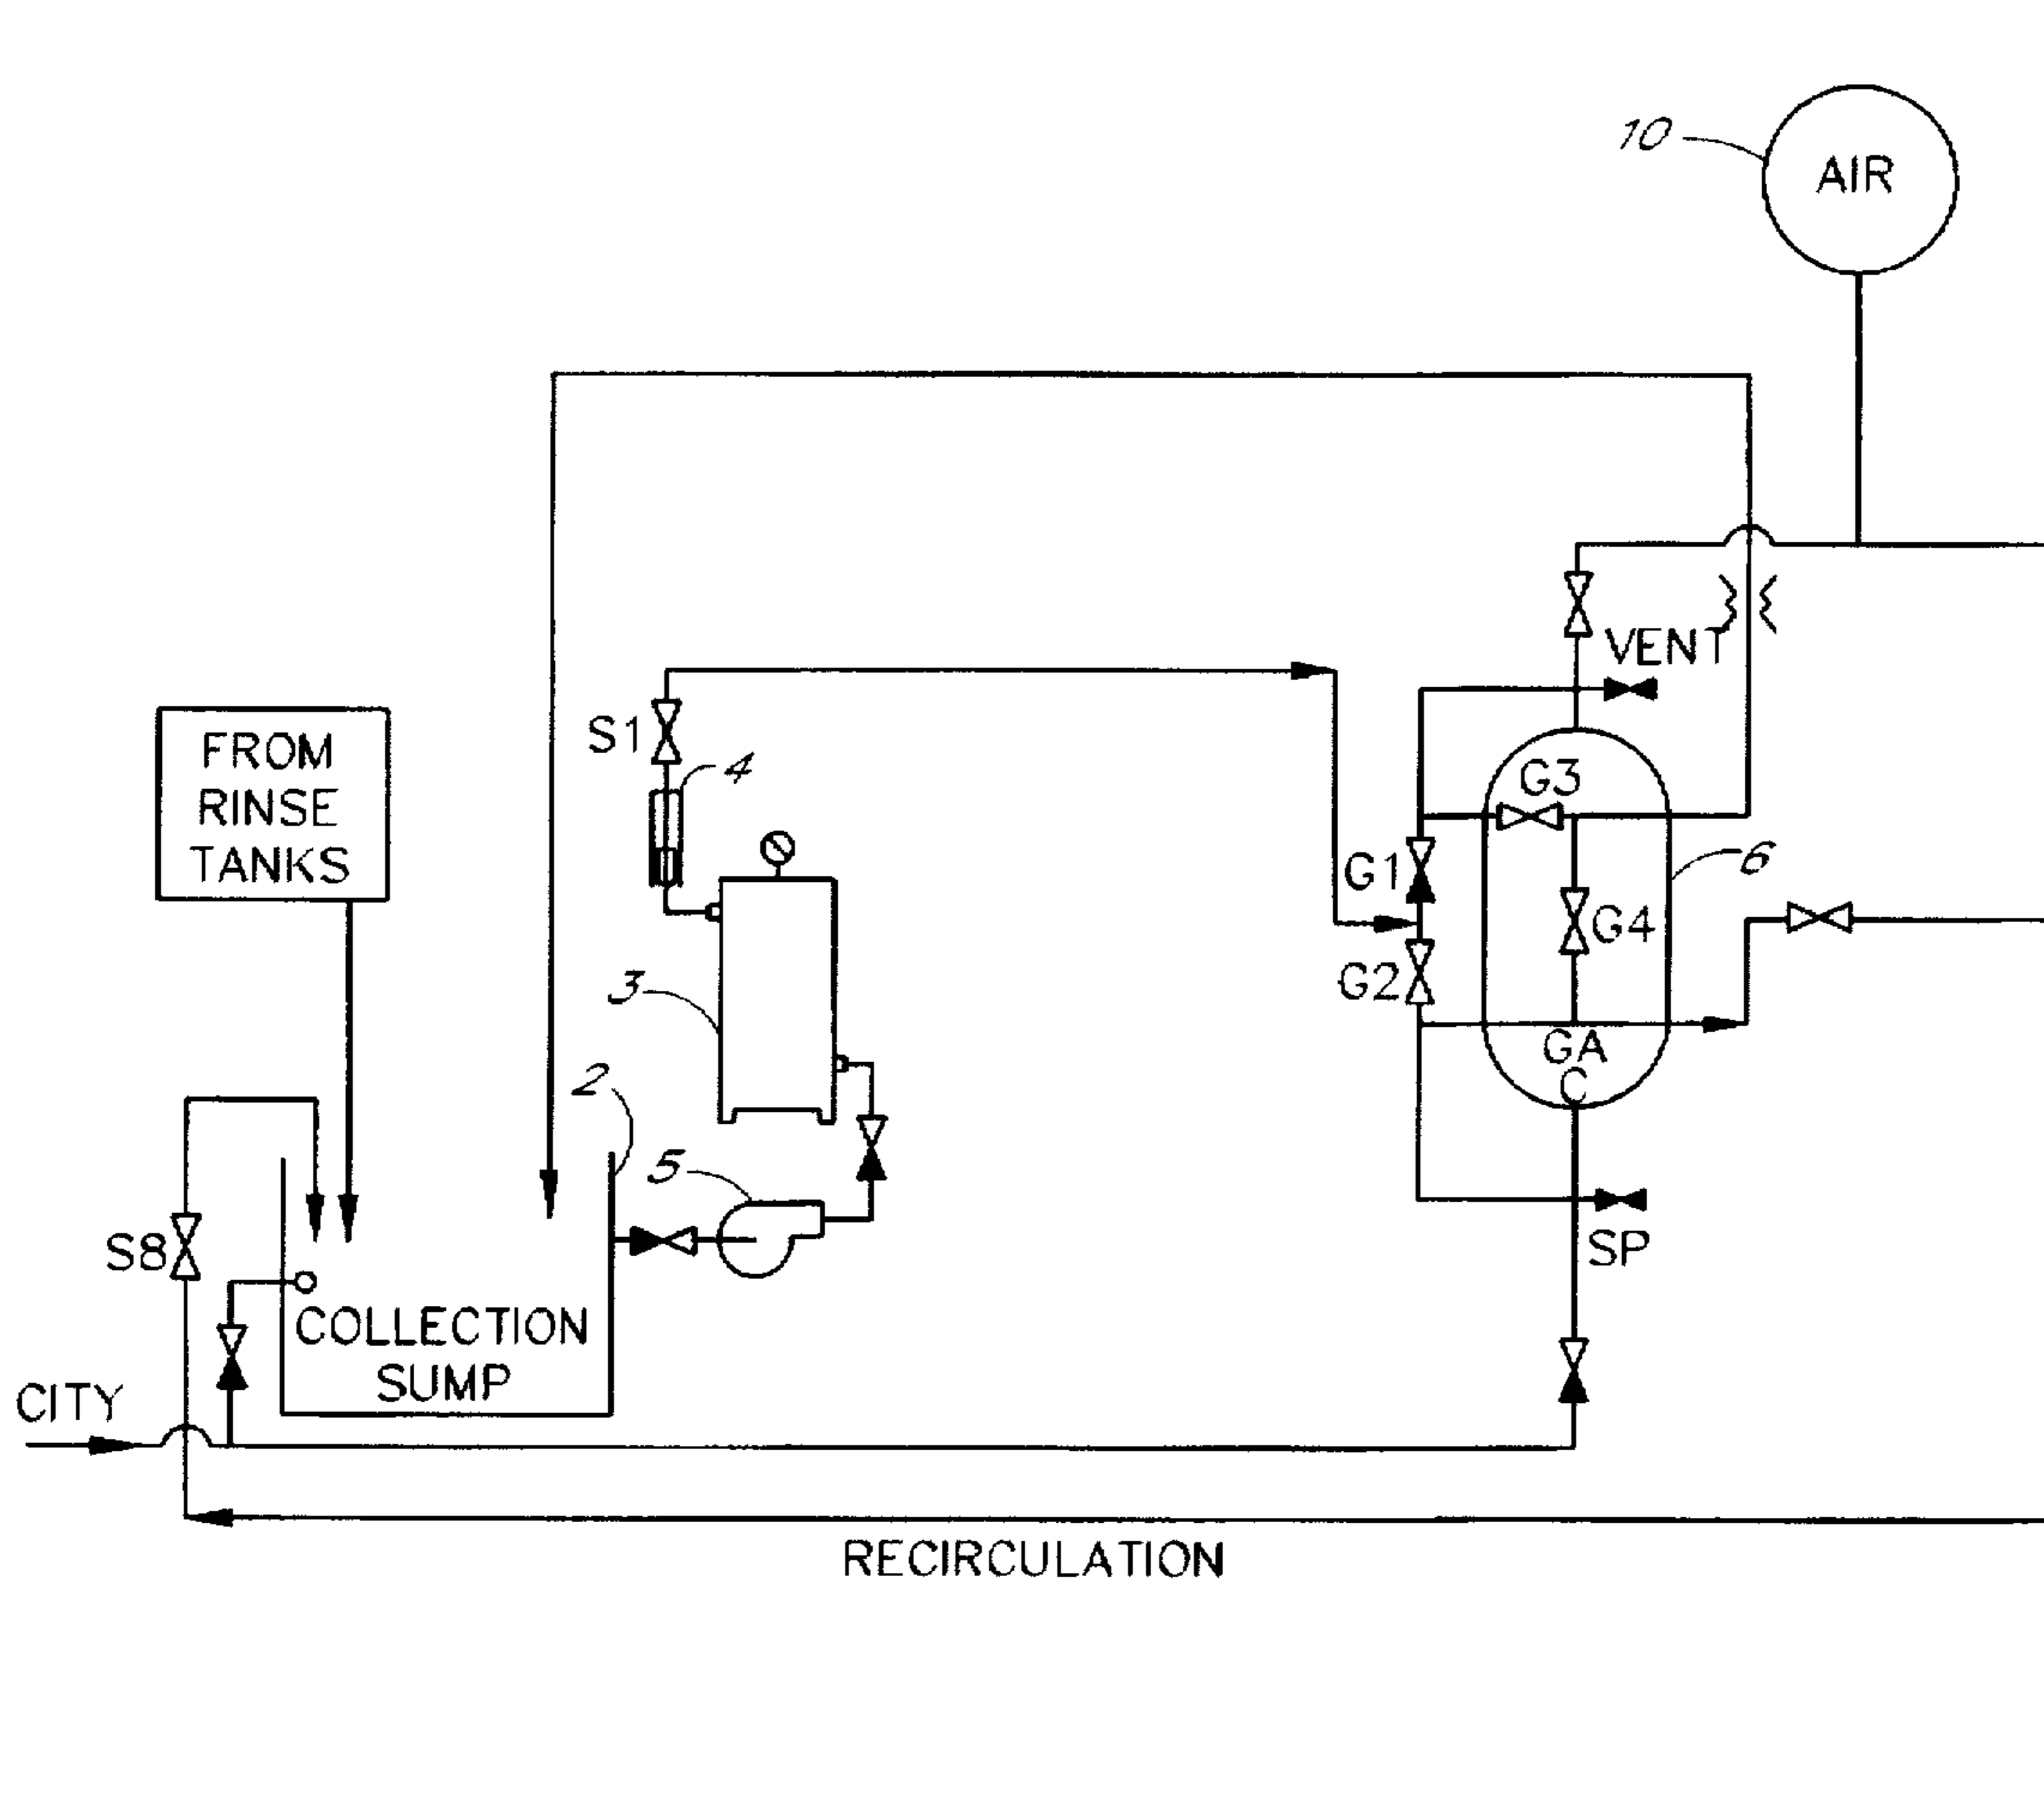 10
AIR
VENT
S1
4
FROM
RINSE
TANKS
G3
G1
6
G4
3
G2
GA
C
2
5
S8
SP
COLLECTION
SUMP
CITY
RECIRCULATION